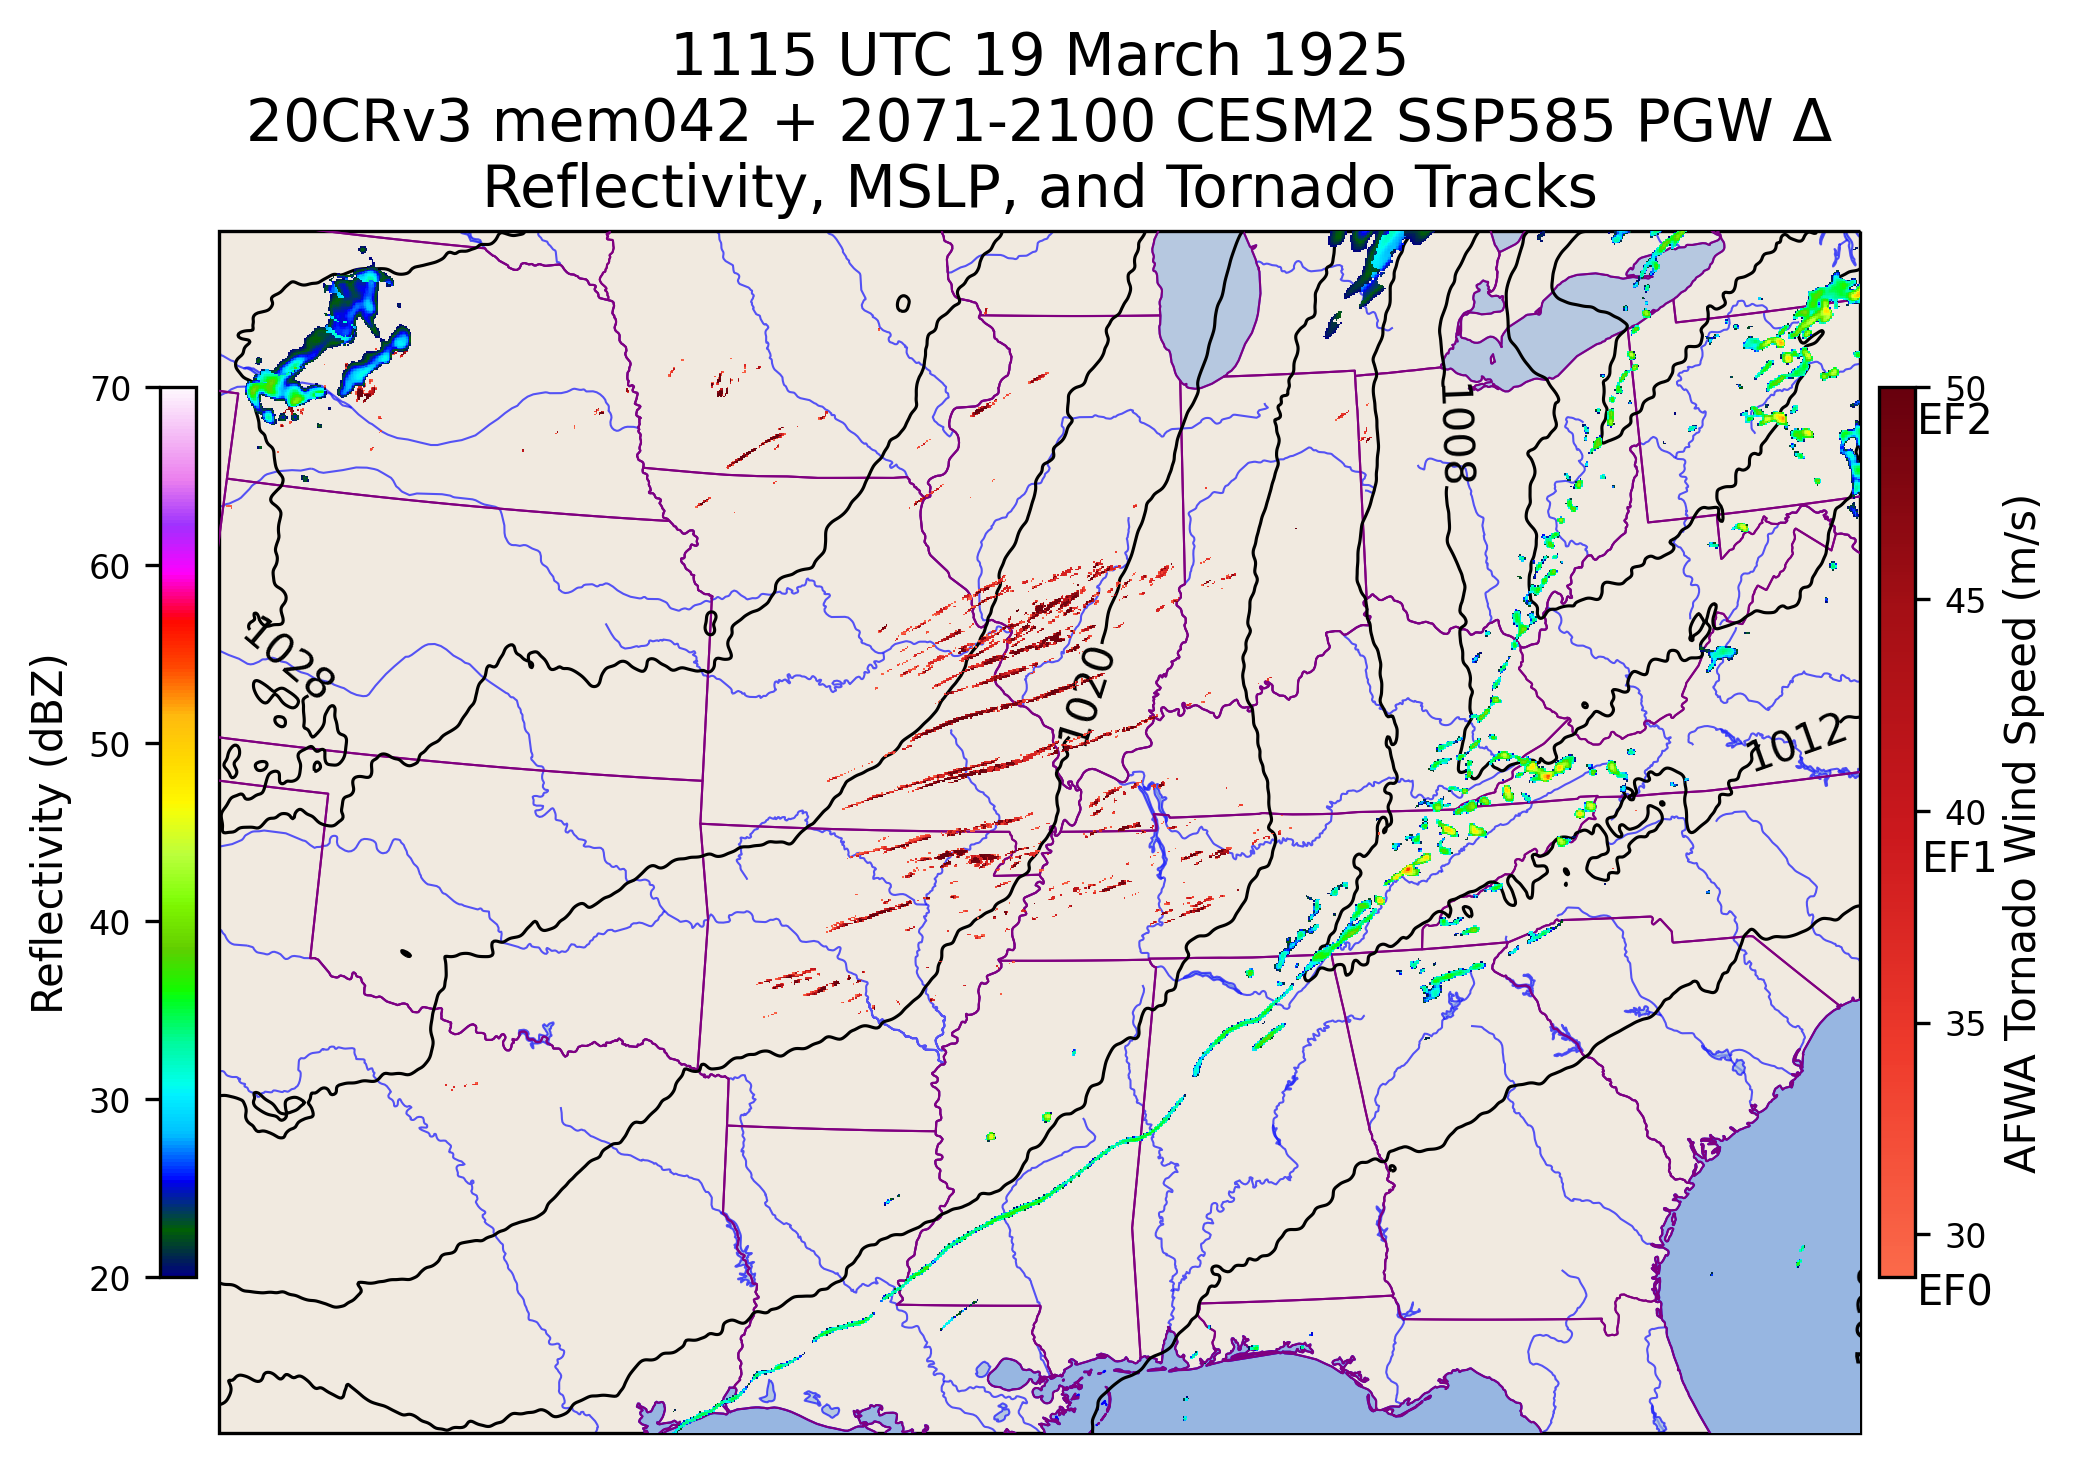 1115 UTC 19 March 1925
20CRv3 mem042 + 2071-2100 CESM2 SSP585 PGW Δ
Reflectivity, MSLP, and Tornado Tracks
Reflectivity (dBZ)
70
60
50
40
30
20
1028
1020
1008
1012
50
EF2
45
40
EF1
35
30
EF0
AFWA Tornado Wind Speed (m/s)